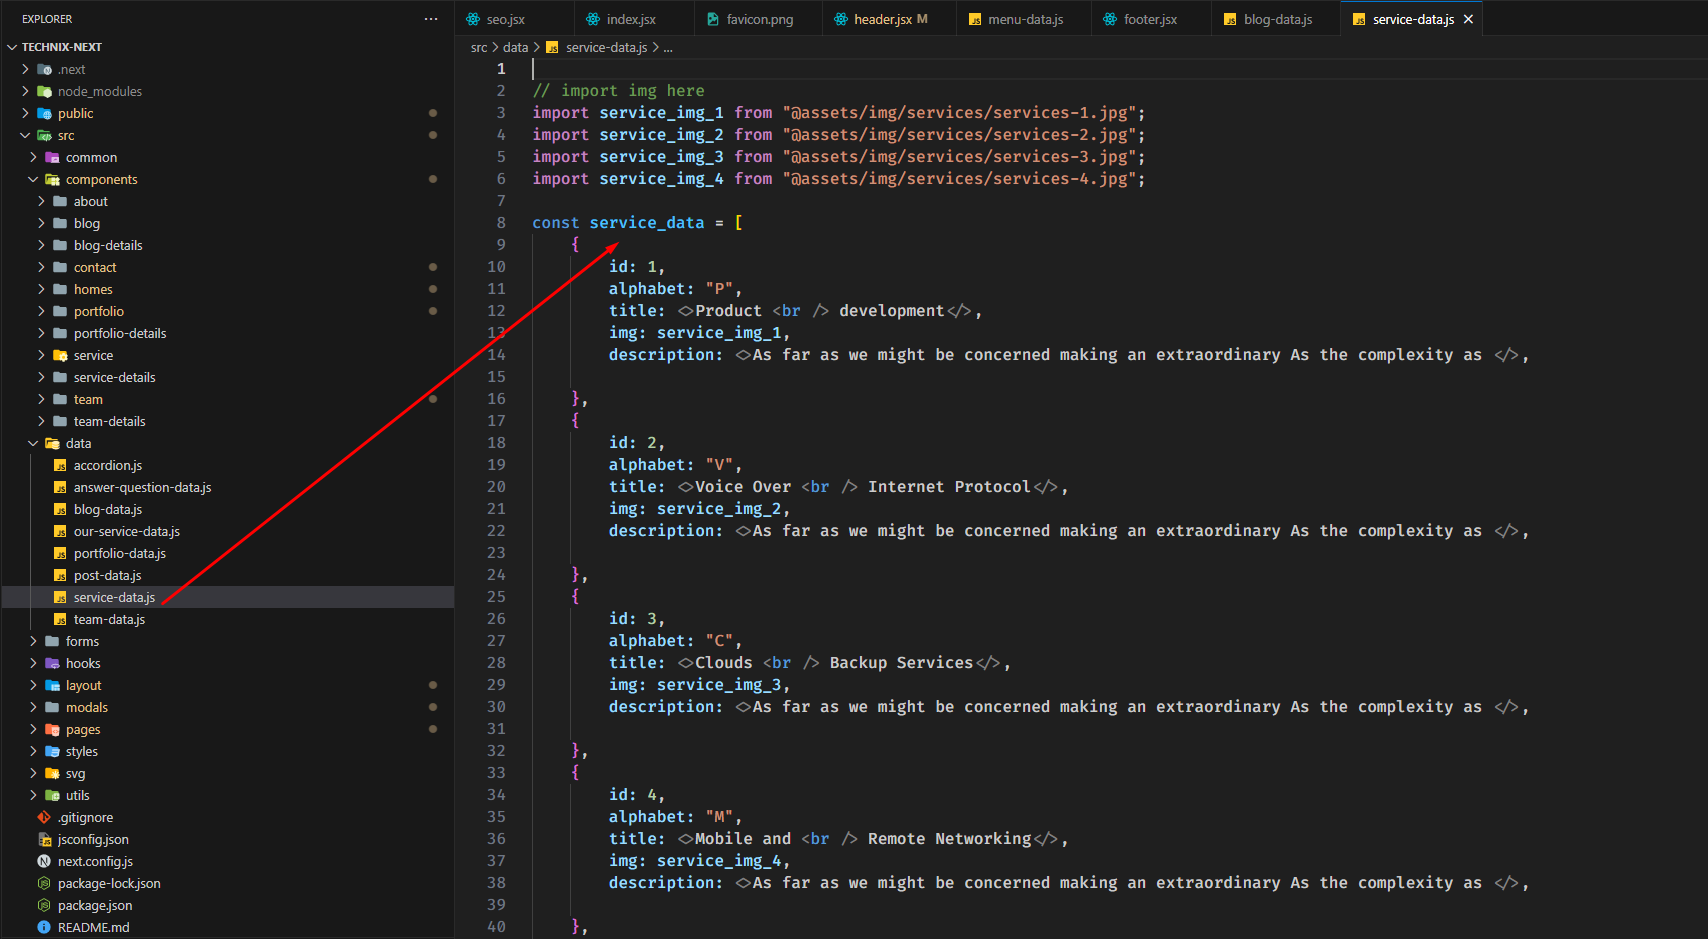 EXPLORER
TECHNIX-NEXT
.next
node_modules
public
src
common
components
about
blog
blog-details
contact
homes
portfolio
portfolio-details
service
service-details
team
team-details
data
accordion.js
answer-question-data.js
blog-data.js
our-service-data.js
portfolio-data.js
post-data.js
service-data.js
team-data.js
forms
hooks
layout
modals
pages
styles
svg
utils
.gitignore
jsconfig.json
next.config.js
package-lock.json
package.json
README.md
seo.jsx index.jsx favicon.png header.jsx M menu-data.js footer.jsx blog-data.js service-data.js
src > data > service-data.js > ...
1
2 // import img here
3 import service_img_1 from "@assets/img/services/services-1.jpg";
4 import service_img_2 from "@assets/img/services/services-2.jpg";
5 import service_img_3 from "@assets/img/services/services-3.jpg";
6 import service_img_4 from "@assets/img/services/services-4.jpg";
7
8 const service_data = [
9 {
10 id: 1,
11 alphabet: "P",
12 title: <>Product <br /> development</>,
13 img: service_img_1,
14 description: <>As far as we might be concerned making an extraordinary As the complexity as </>,
15
16 },
17 {
18 id: 2,
19 alphabet: "V",
20 title: <>Voice Over <br /> Internet Protocol</>,
21 img: service_img_2,
22 description: <>As far as we might be concerned making an extraordinary As the complexity as </>,
23
24 },
25 {
26 id: 3,
27 alphabet: "C",
28 title: <>Clouds <br /> Backup Services</>,
29 img: service_img_3,
30 description: <>As far as we might be concerned making an extraordinary As the complexity as </>,
31
32 },
33 {
34 id: 4,
35 alphabet: "M",
36 title: <>Mobile and <br /> Remote Networking</>,
37 img: service_img_4,
38 description: <>As far as we might be concerned making an extraordinary As the complexity as </>,
39
40 },